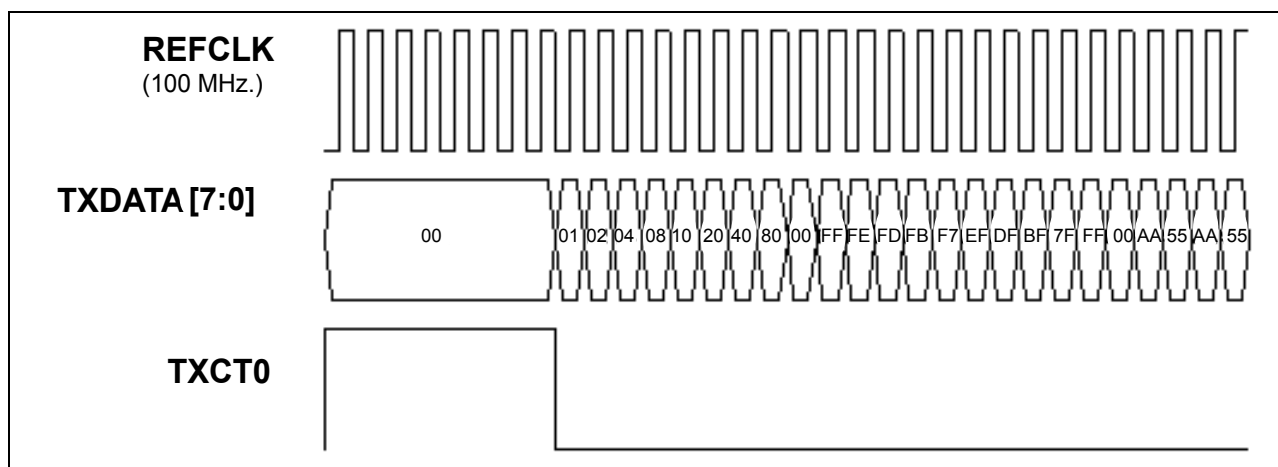 REFCLK
(100 MHz.)
TXDATA [7:0]
00 01 02 04 08 10 20 40 80 00 FF FE FD FB F7 EF DF BF 7F FF 00 AA 55 AA 55
TXCT0